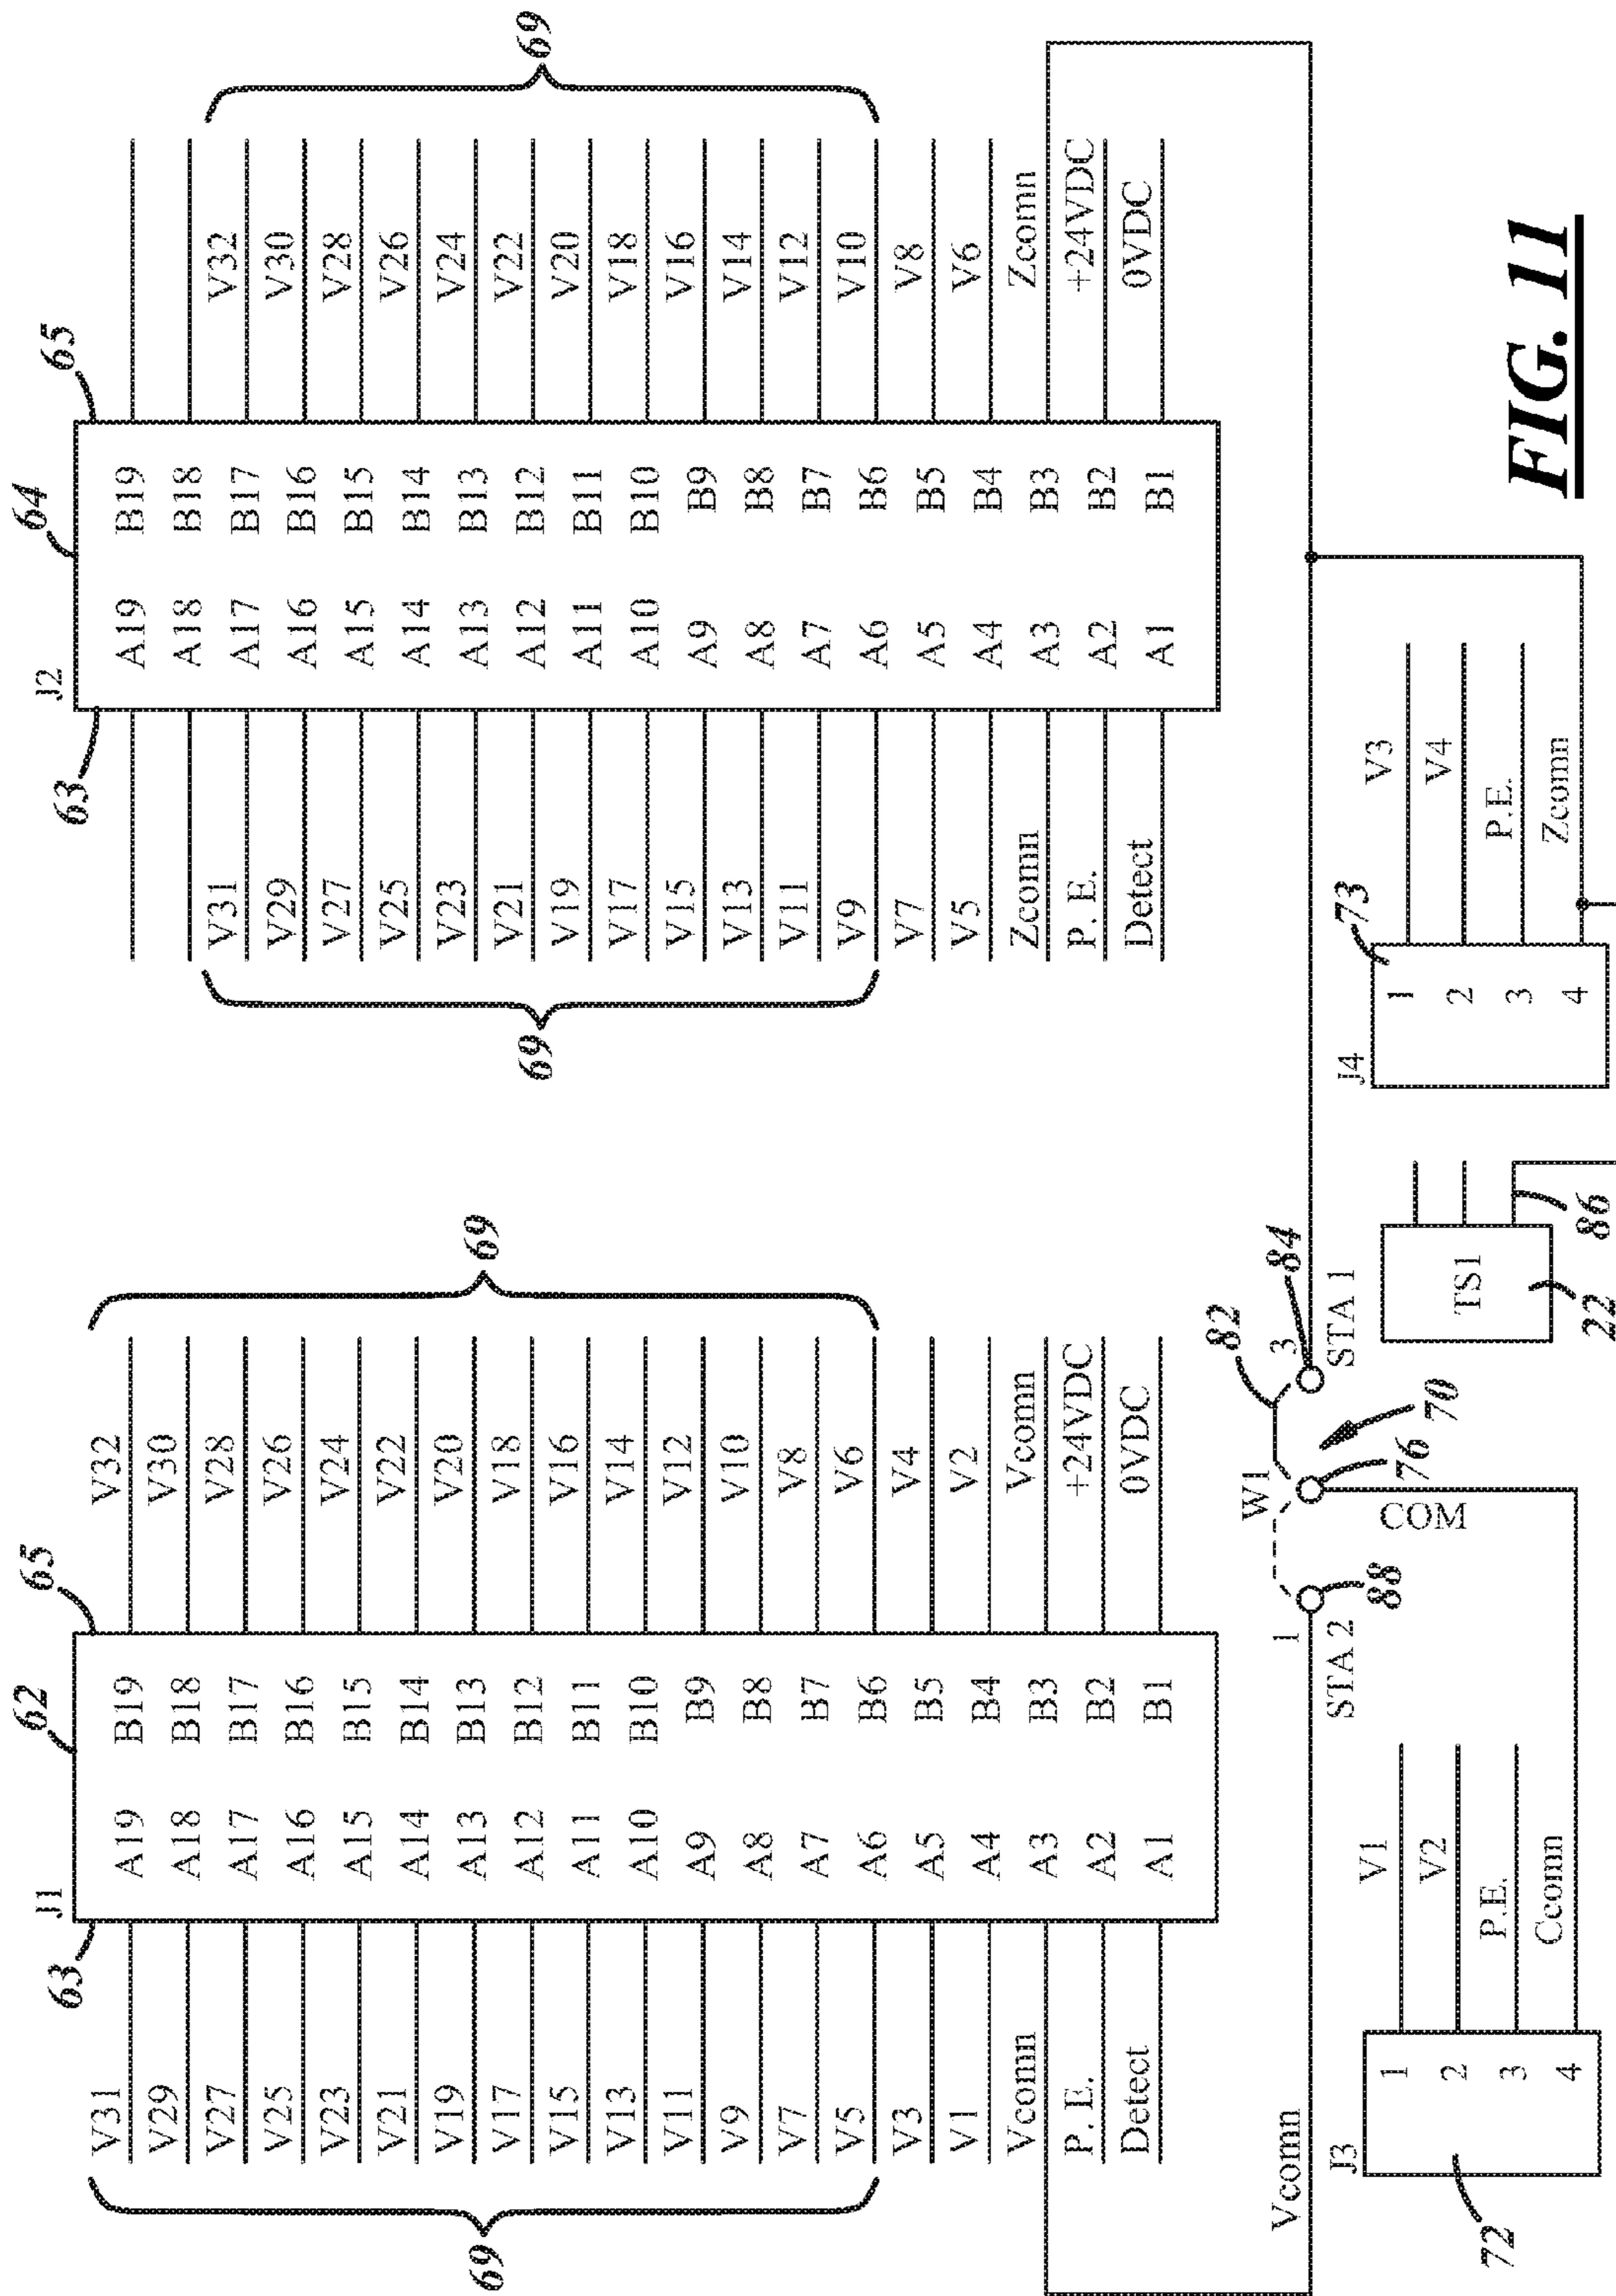 62
63 J1 65
V31 A19 B19 V32
V29 A18 B18 V30
V27 A17 B17 V28
V25 A16 B16 V26
V23 A15 B15 V24
V21 A14 B14 V22
V19 A13 B13 V20
V17 A12 B12 V18
V15 A11 B11 V16
V13 A10 B10 V14
V11 A9 B9 V12
V9 A8 B8 V10
V7 A7 B7 V8
V5 A6 B6 V6
V3 A5 B5 V4
V1 A4 B4 V2
Vcomn A3 B3 Vcomn
P. E. A2 B2 +24VDC
Detect A1 B1 0VDC
69
69
64
63 J2 65
A19 B19
A18 B18
V31 A17 B17 V32
V29 A16 B16 V30
V27 A15 B15 V28
V25 A14 B14 V26
V23 A13 B13 V24
V21 A12 B12 V22
V19 A11 B11 V20
V17 A10 B10 V18
V15 A9 B9 V16
V13 A8 B8 V14
V11 A7 B7 V12
V9 A6 B6 V10
V7 A5 B5 V8
V5 A4 B4 V6
Zcomn A3 B3 Zcomn
P. E. A2 B2 +24VDC
Detect A1 B1 0VDC
69
69
Vcomn
1
W1
82
3
84
STA 2
88
COM
76
70
STA 1
J3
72
1 V1
2 V2
3 P.E.
4 Ccomn
TS1
22
86
J4
73
1 V3
2 V4
3 P.E.
4 Zcomn
FIG. 11